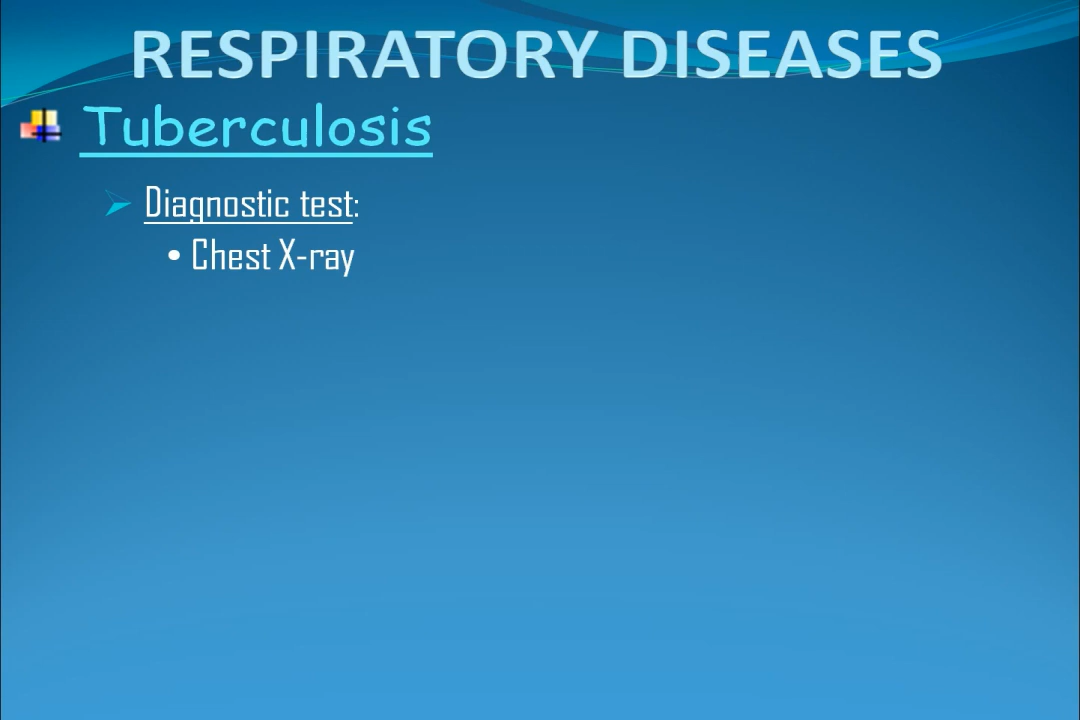 RESPIRATORY DISEASES
Tuberculosis
Diagnostic test:
• Chest X-ray